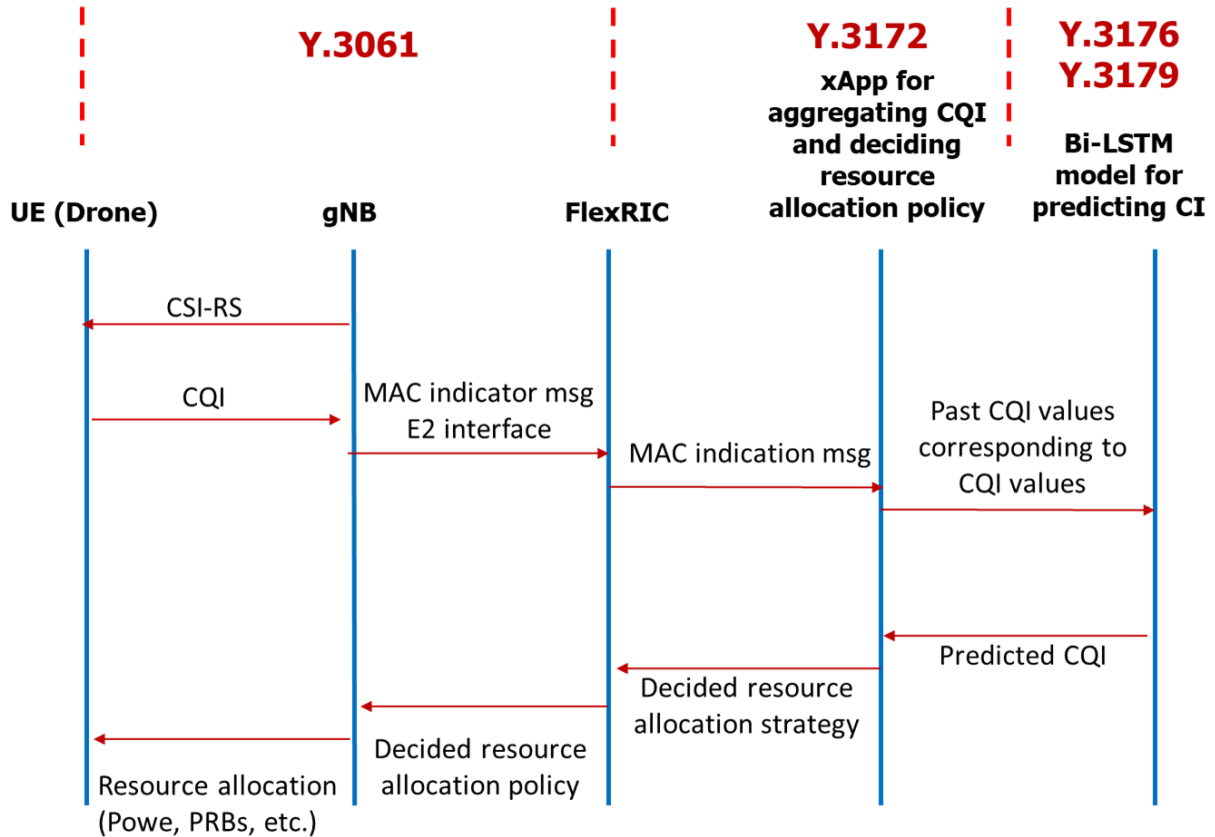 Y.3061
Y.3172
Y.3176
Y.3179
xApp for
aggregating CQI
and deciding
resource
allocation policy
Bi-LSTM
model for
predicting CI
UE (Drone)
gNB
FlexRIC
CSI-RS
CQI
MAC indicator msg
E2 interface
MAC indication msg
Past CQI values
corresponding to
CQI values
Predicted CQI
Decided resource
allocation strategy
Decided resource
allocation policy
Resource allocation
(Powe, PRBs, etc.)